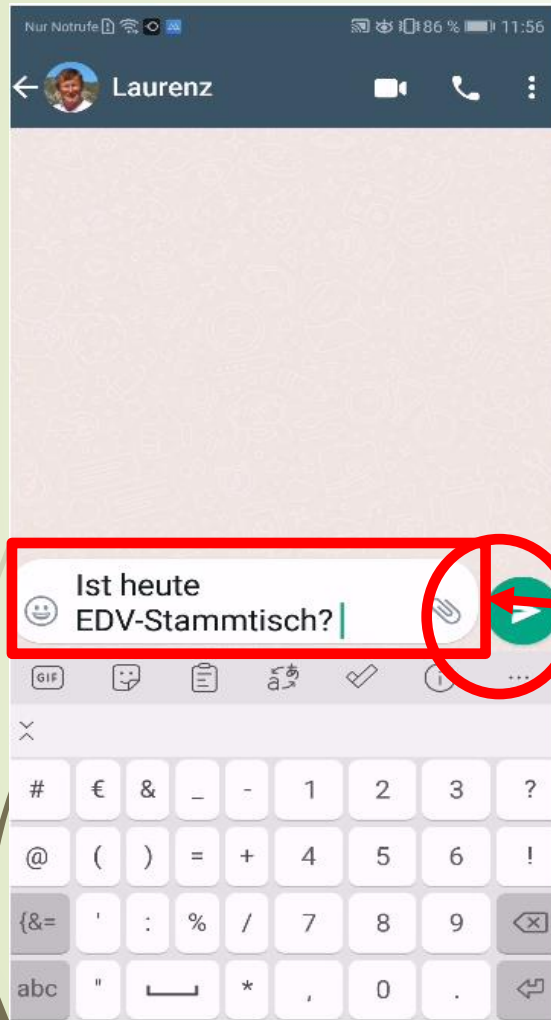 Nur Notrufe 86 % 11:56
Laurenz
Ist heute
EDV-Stammtisch?
GIF
# € & _ - 1 2 3 ?
@ ( ) = + 4 5 6 !
{&= ' : % / 7 8 9
abc " * , 0 .